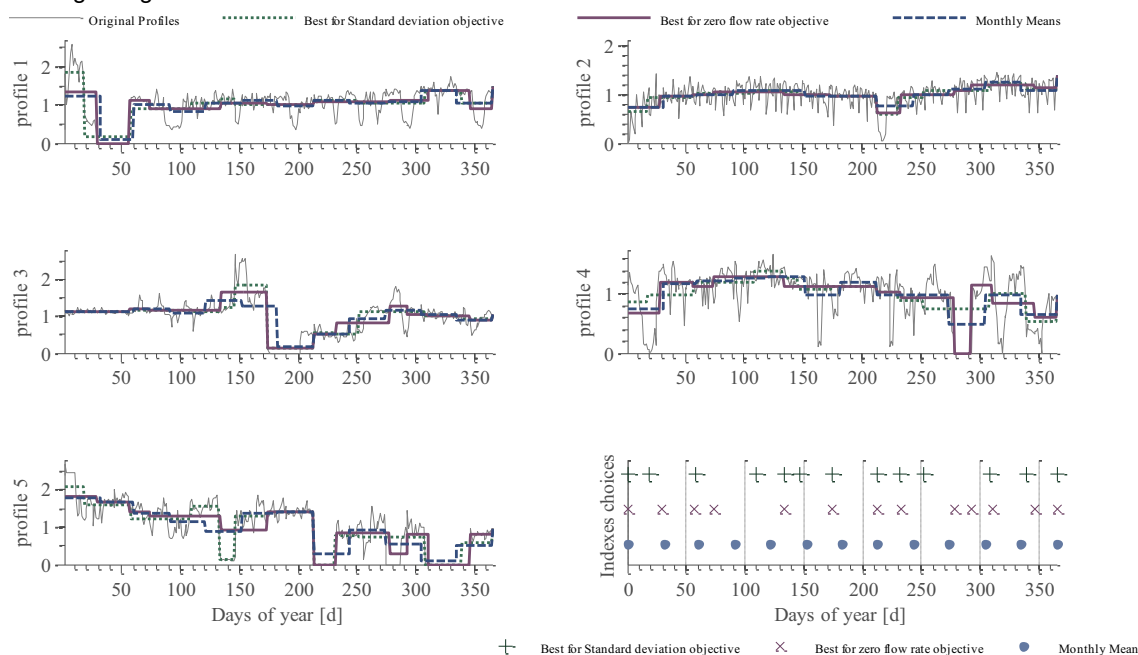 Original Profiles Best for Standard deviation objective Best for zero flow rate objective Monthly Means
profile 1
2
1
0
50 100 150 200 250 300 350
profile 2
2
1
0
50 100 150 200 250 300 350
profile 3
2
1
0
50 100 150 200 250 300 350
profile 4
1
0
50 100 150 200 250 300 350
profile 5
2
1
0
50 100 150 200 250 300 350
Days of year [d]
Indexes choices
0 50 100 150 200 250 300 350
Days of year [d]
Best for Standard deviation objective Best for zero flow rate objective Monthly Mean